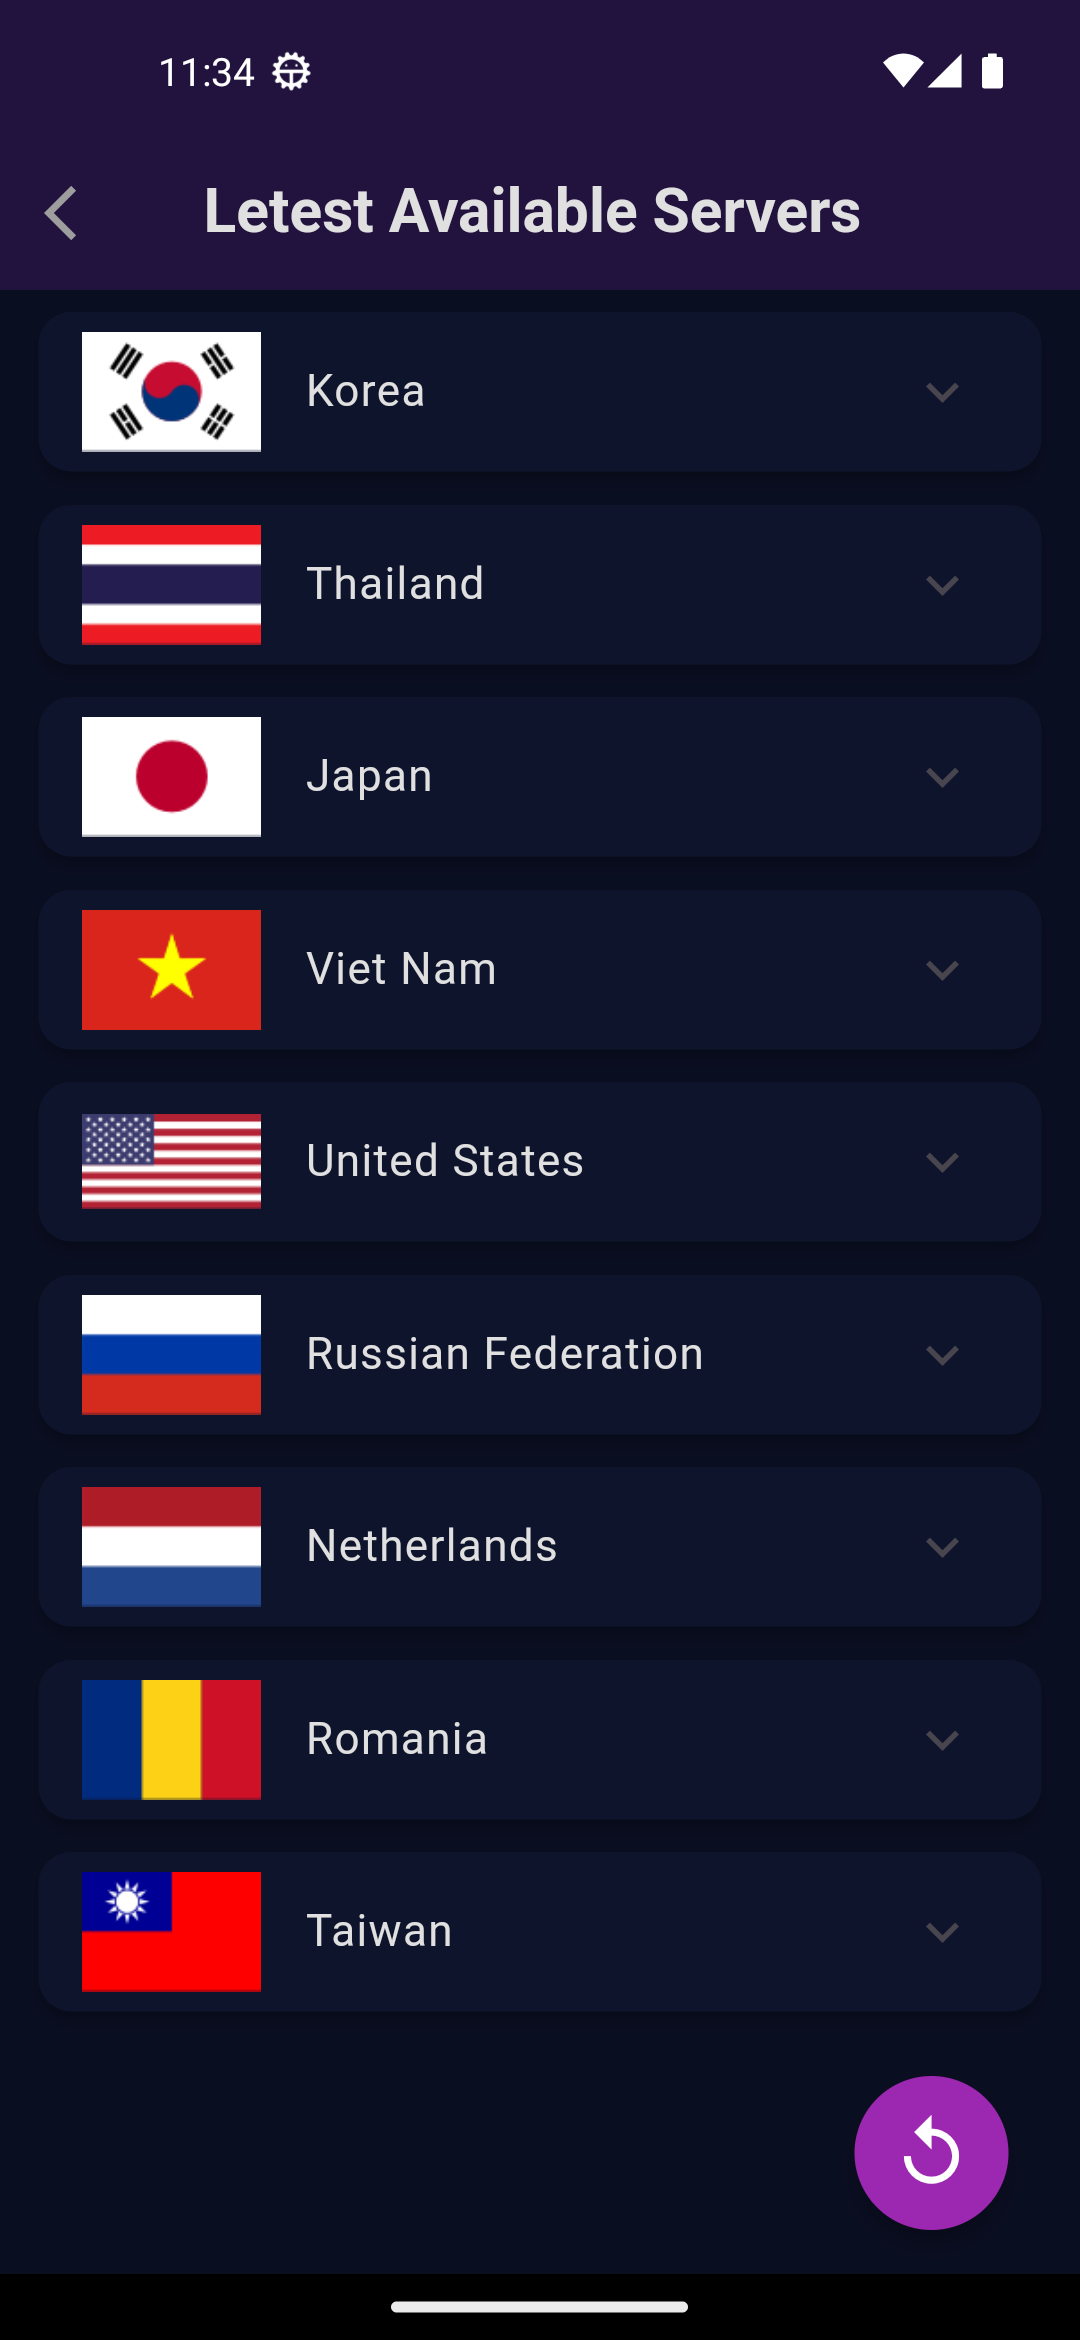 11:34
Letest Available Servers
Korea
Thailand
Japan
Viet Nam
United States
Russian Federation
Netherlands
Romania
Taiwan